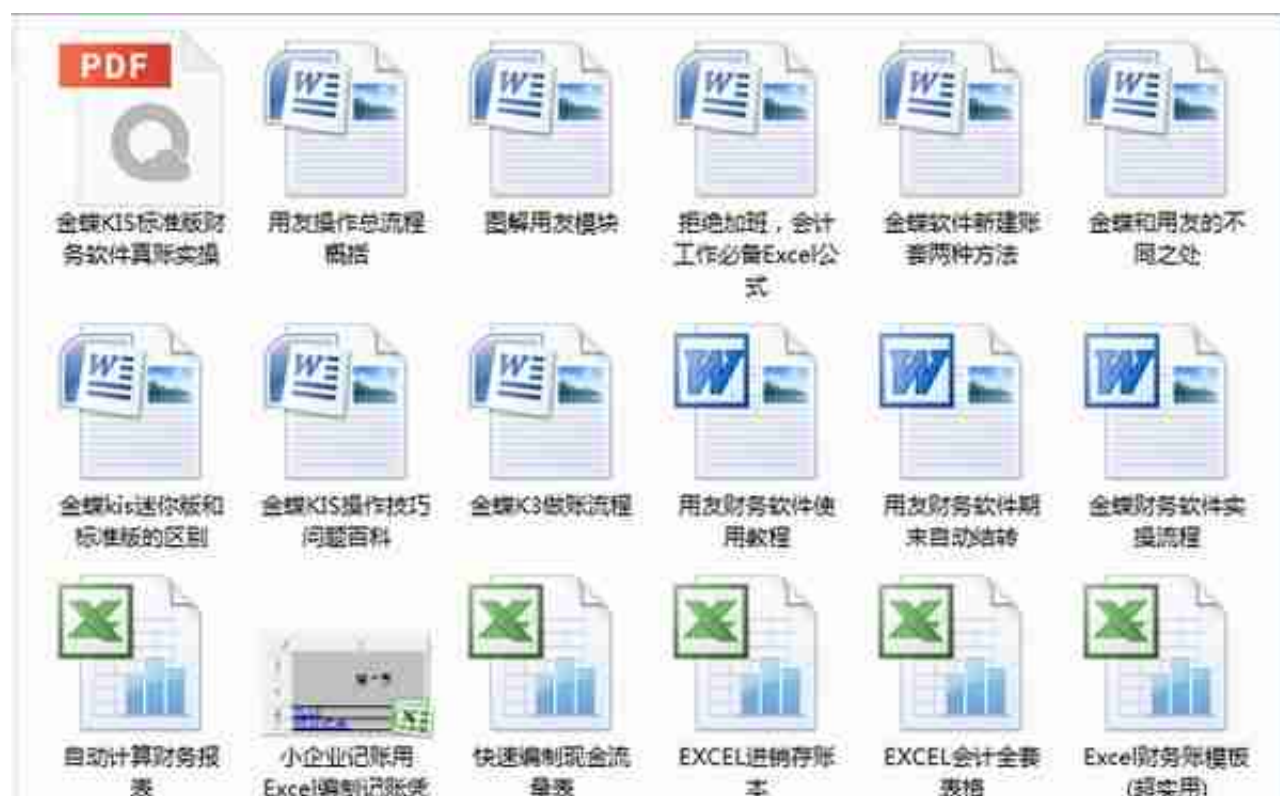 PDF
金蝶KIS标准版财
务软件真账实操
用友操作总流程
概括
图解用友模块
拒绝加班，会计
工作必备Excel公
式
金蝶软件新建账
套两种方法
金蝶和用友的不
同之处
金蝶kis迷你版和
标准版的区别
金蝶KIS操作技巧
问题百科
金蝶K3做账流程
用友财务软件使
用教程
用友财务软件期
末自动结转
金蝶财务软件实
操流程
自动计算财务报
表
小企业记账用
Excel编制记账凭
快速编制现金流
量表
EXCEL进销存账
本
EXCEL会计全套
表格
Excel财务账模板
(超实用)